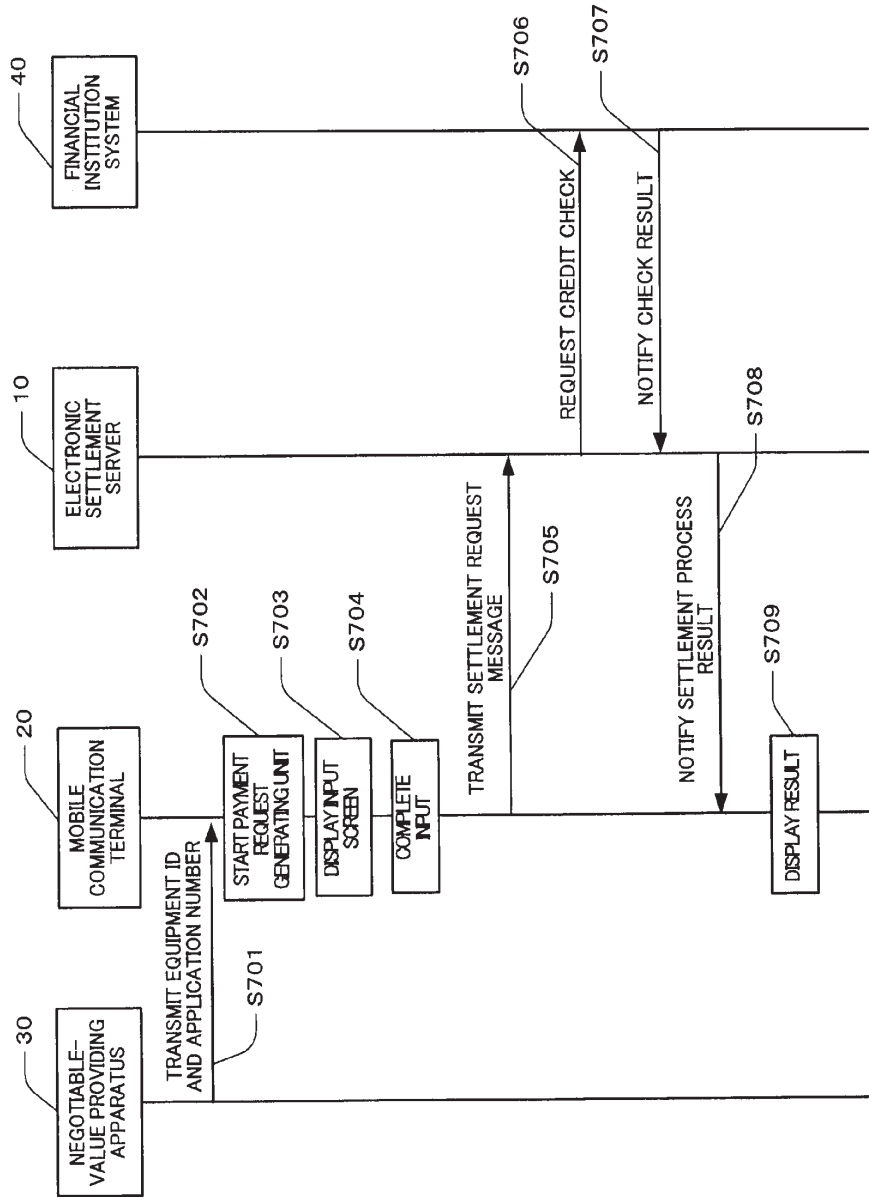 30
NEGOTIABLE-
VALUE PROVIDING
APPARATUS
20
MOBILE
COMMUNICATION
TERMINAL
10
ELECTRONIC
SETTLEMENT
SERVER
40
FINANCIAL
INSTITUTION
SYSTEM
TRANSMIT EQUIPMENT ID
AND APPLICATION NUMBER
S701
START PAYMENT
REQUEST
GENERATING UNIT
S702
DISPLAY INPUT
SCREEN
S703
COMPLETE
INPUT
S704
TRANSMIT SETTLEMENT REQUEST
MESSAGE
S705
REQUEST CREDIT CHECK
S706
NOTIFY CHECK RESULT
S707
NOTIFY SETTLEMENT PROCESS
RESULT
S708
DISPLAY RESULT
S709